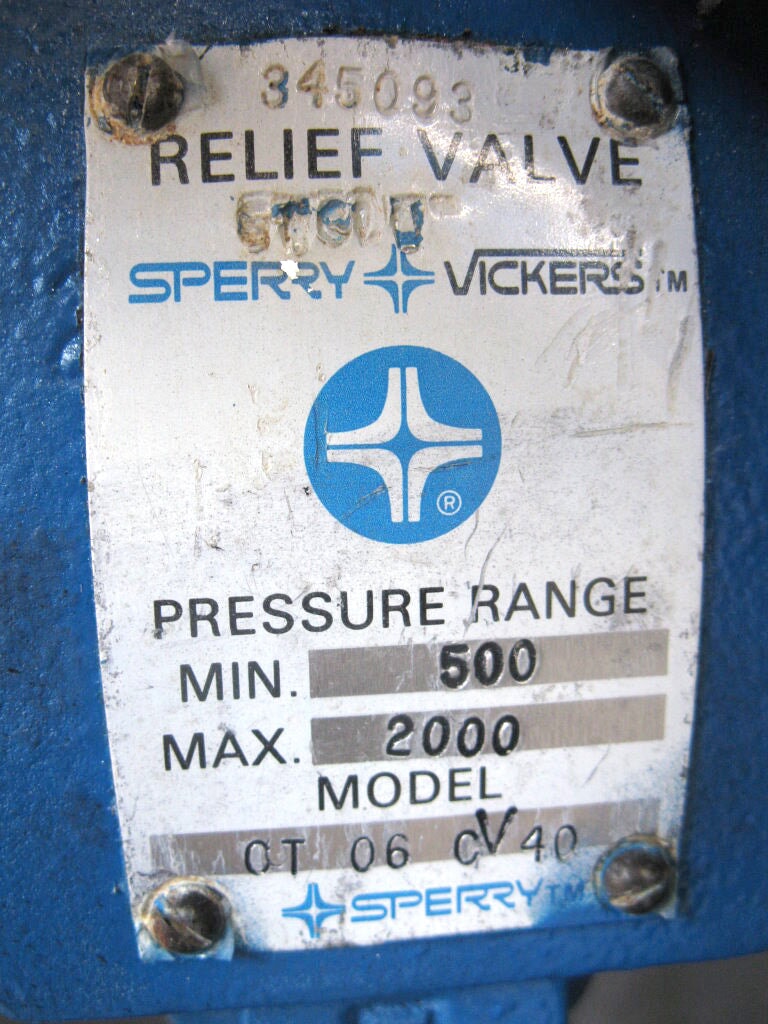 345093
RELIEF VALVE
SPERRY VICKERS TM
®
PRESSURE RANGE
MIN. 500
MAX. 2000
MODEL
CT 06 CV 40
SPERRY TM